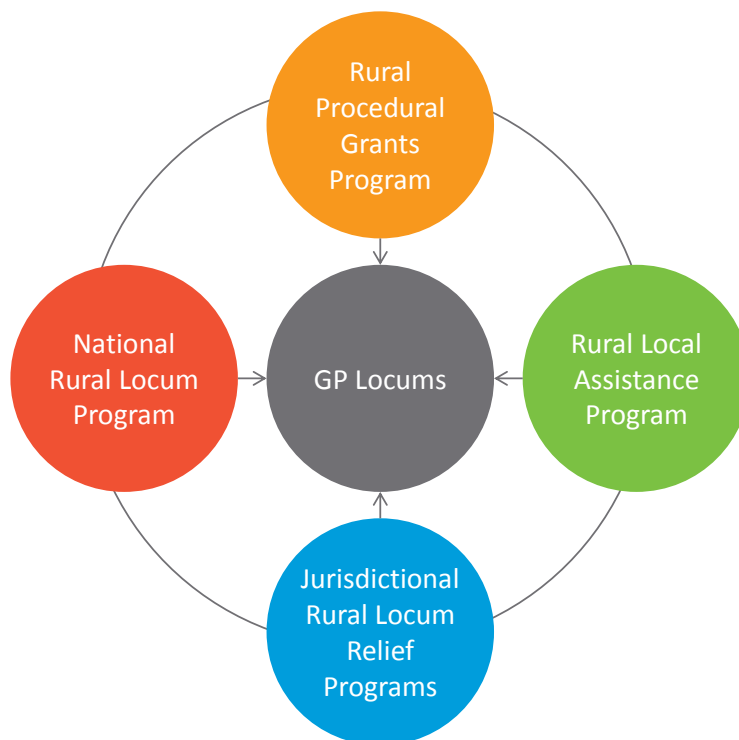 Rural
Procedural
Grants
Program
National
Rural Locum
Program
GP Locums
Rural Local
Assistance
Program
Jurisdictional
Rural Locum
Relief
Programs